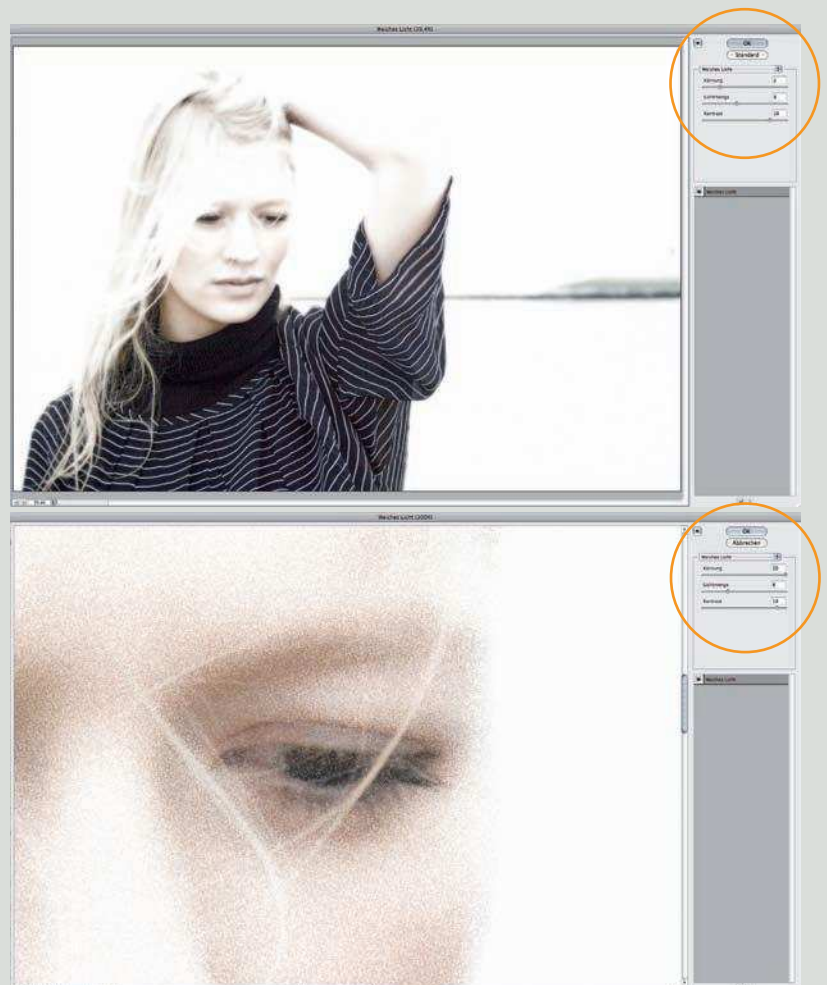 Weiches Licht (39,4%)
OK
Standard
Weiches Licht
Körnung
Lichtmenge
Kontrast
Weiches Licht
Weiches Licht (200%)
OK
Abbrechen
Weiches Licht
Körnung
Lichtmenge
Kontrast
Weiches Licht